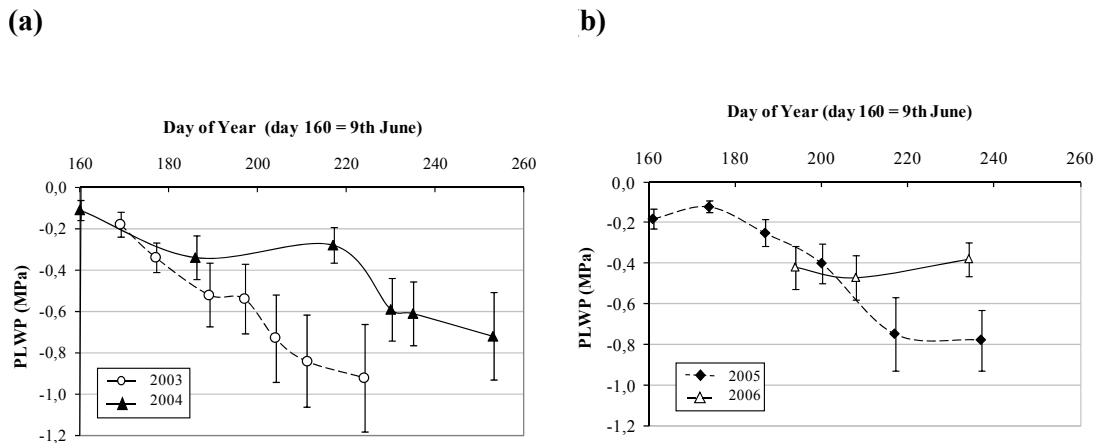 (a)
Day of Year (day 160 = 9th June)
160 180 200 220 240 260
0,0
-0,2
-0,4
-0,6
-0,8
-1,0
-1,2
PLWP (MPa)
2003
2004
b)
Day of Year (day 160 = 9th June)
160 180 200 220 240 260
0,0
-0,2
-0,4
-0,6
-0,8
-1,0
-1,2
PLWP (MPa)
2005
2006